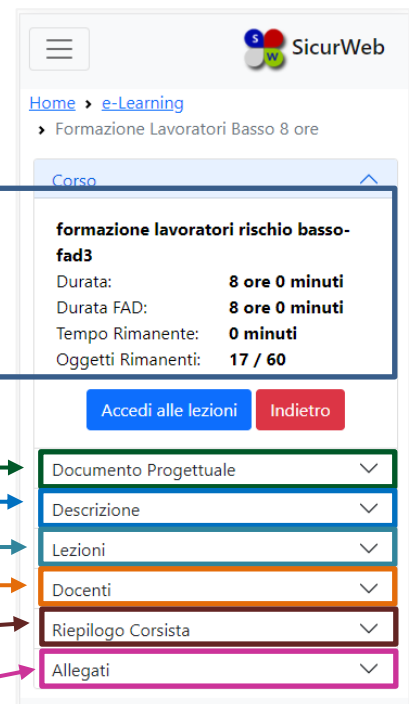 S
W
SicurWeb
Home › e-Learning
› Formazione Lavoratori Basso 8 ore
Corso
formazione lavoratori rischio basso-
fad3
Durata: 8 ore 0 minuti
Durata FAD: 8 ore 0 minuti
Tempo Rimanente: 0 minuti
Oggetti Rimanenti: 17 / 60
Accedi alle lezioni Indietro
Documento Progettuale
Descrizione
Lezioni
Docenti
Riepilogo Corsista
Allegati